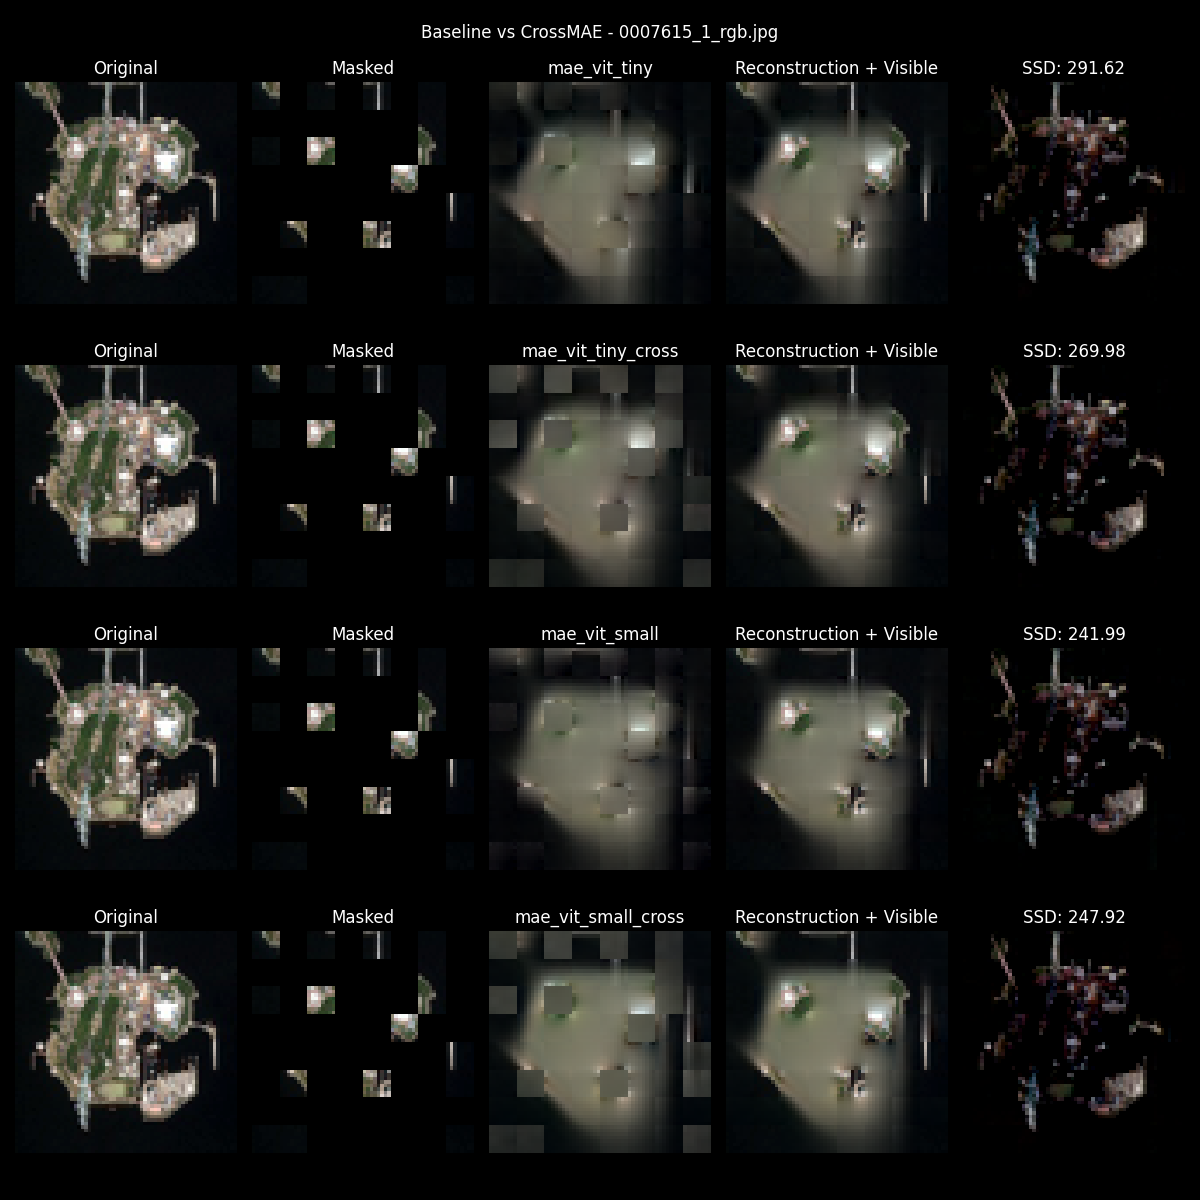 Baseline vs CrossMAE - 0007615_1_rgb.jpg
Original Masked mae_vit_tiny Reconstruction + Visible SSD: 291.62
Original Masked mae_vit_tiny_cross Reconstruction + Visible SSD: 269.98
Original Masked mae_vit_small Reconstruction + Visible SSD: 241.99
Original Masked mae_vit_small_cross Reconstruction + Visible SSD: 247.92